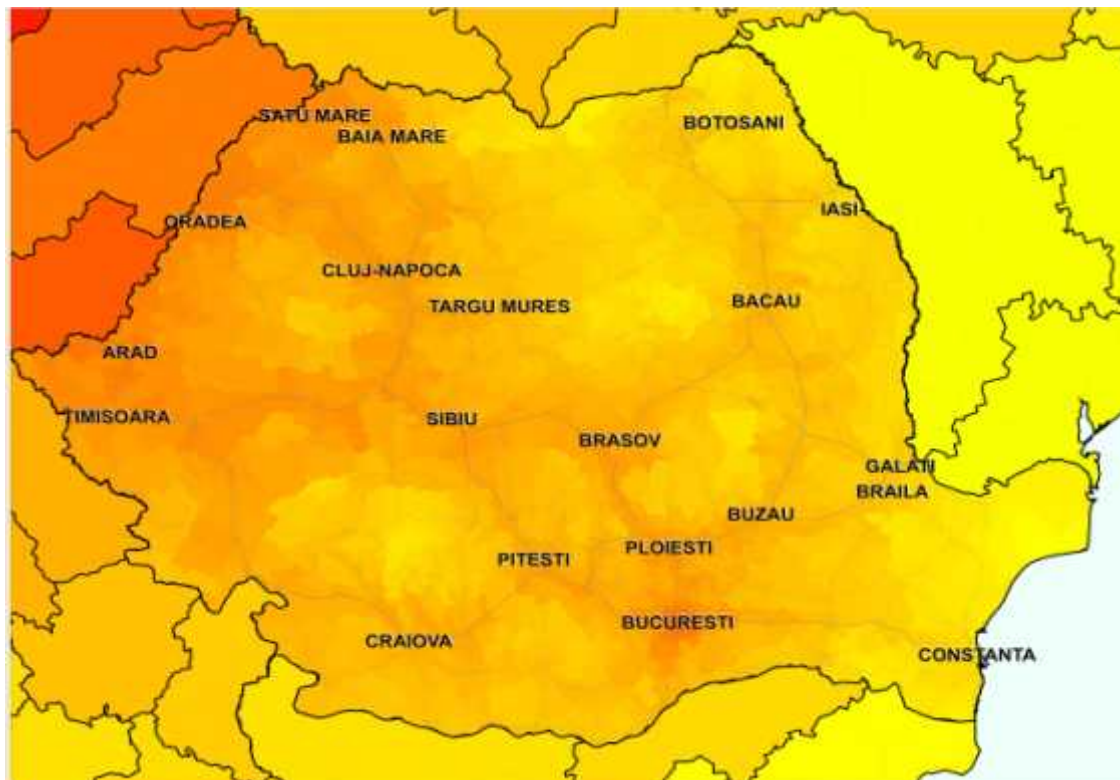 SATU MARE
BAIA MARE
BOTOSANI
ORADEA
IASI
CLUJ-NAPOCA
TARGU MURES
BACAU
ARAD
TIMISOARA
SIBIU
BRASOV
GALATI
BRAILA
BUZAU
PITESTI
PLOIESTI
BUCURESTI
CRAIOVA
CONSTANTA